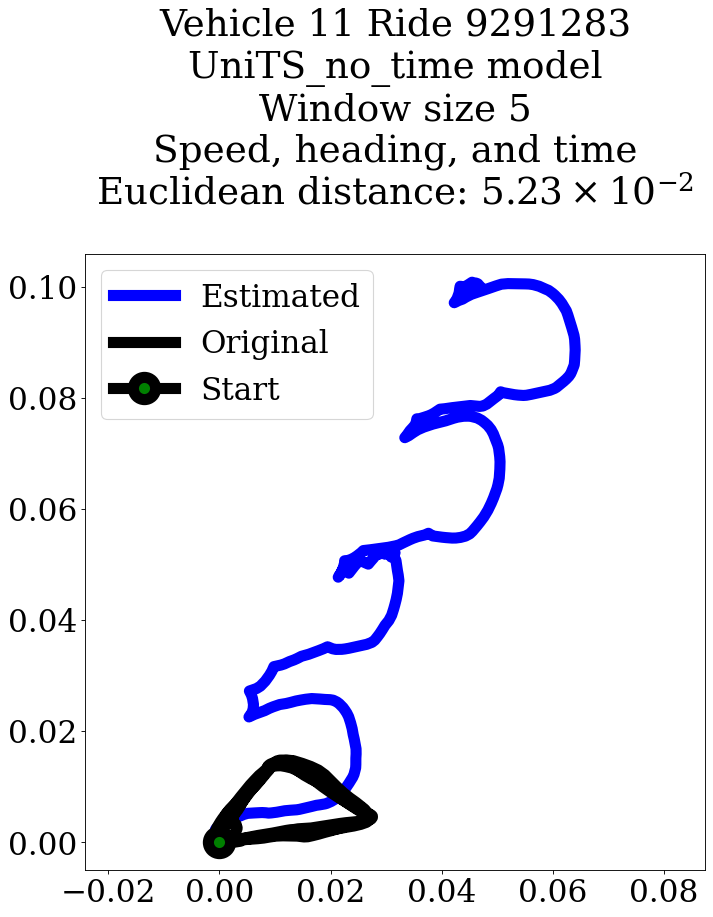 Vehicle 11 Ride 9291283
UniTS_no_time model
Window size 5
Speed, heading, and time
Euclidean distance: 5.23 × 10⁻²
Estimated
Original
Start
0.10
0.08
0.06
0.04
0.02
0.00
−0.02 0.00 0.02 0.04 0.06 0.08